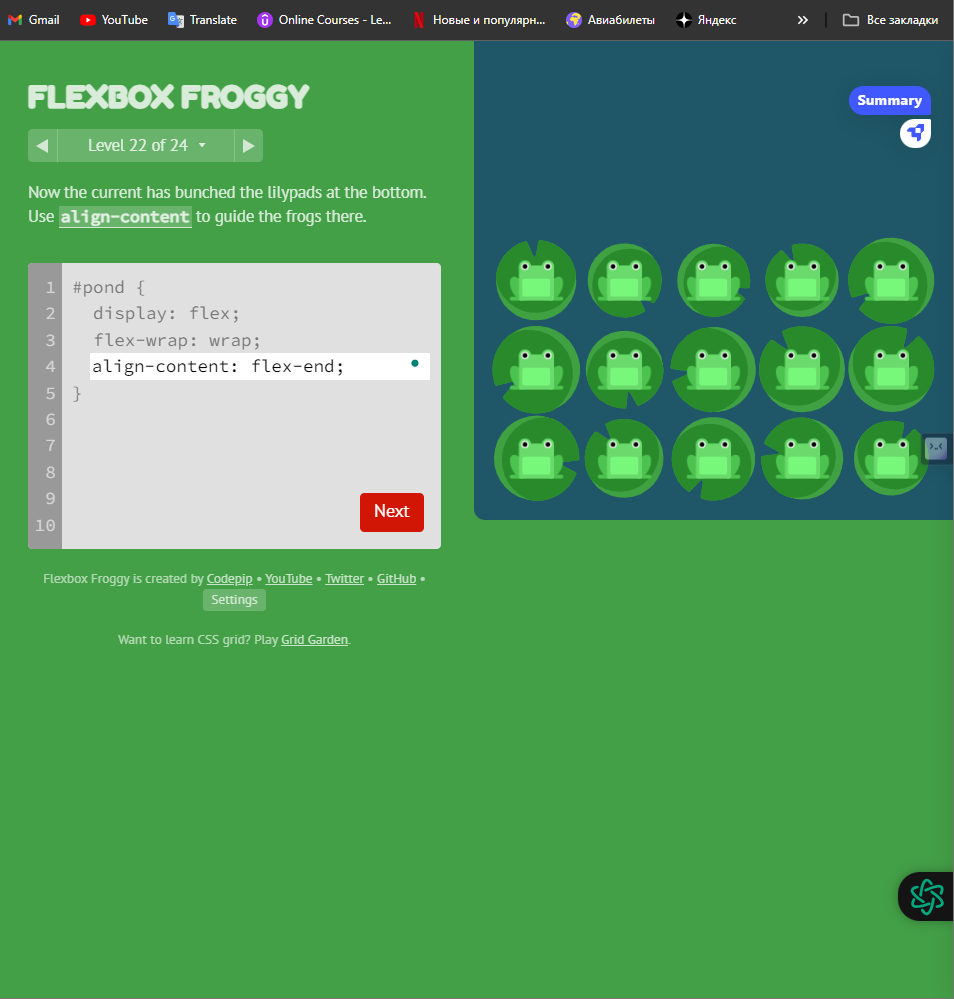 Gmail YouTube Translate Online Courses - Le... Новые и популярн... Авиабилеты Яндекс » Все закладки
FLEXBOX FROGGY
Level 22 of 24
Now the current has bunched the lilypads at the bottom.
Use align-content to guide the frogs there.
1 #pond {
2 display: flex;
3 flex-wrap: wrap;
4 align-content: flex-end;
5 }
6
7
8
9
10
Next
Flexbox Froggy is created by Codepip • YouTube • Twitter • GitHub •
Settings
Want to learn CSS grid? Play Grid Garden.
Summary